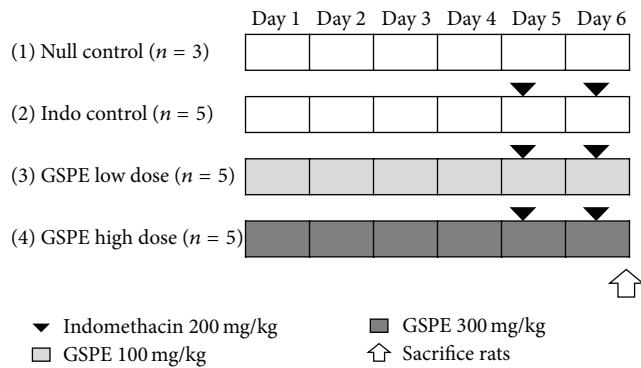 Day 1 Day 2 Day 3 Day 4 Day 5 Day 6
(1) Null control (n = 3)
(2) Indo control (n = 5)
(3) GSPE low dose (n = 5)
(4) GSPE high dose (n = 5)
Indomethacin 200 mg/kg
GSPE 300 mg/kg
GSPE 100 mg/kg
Sacrifice rats